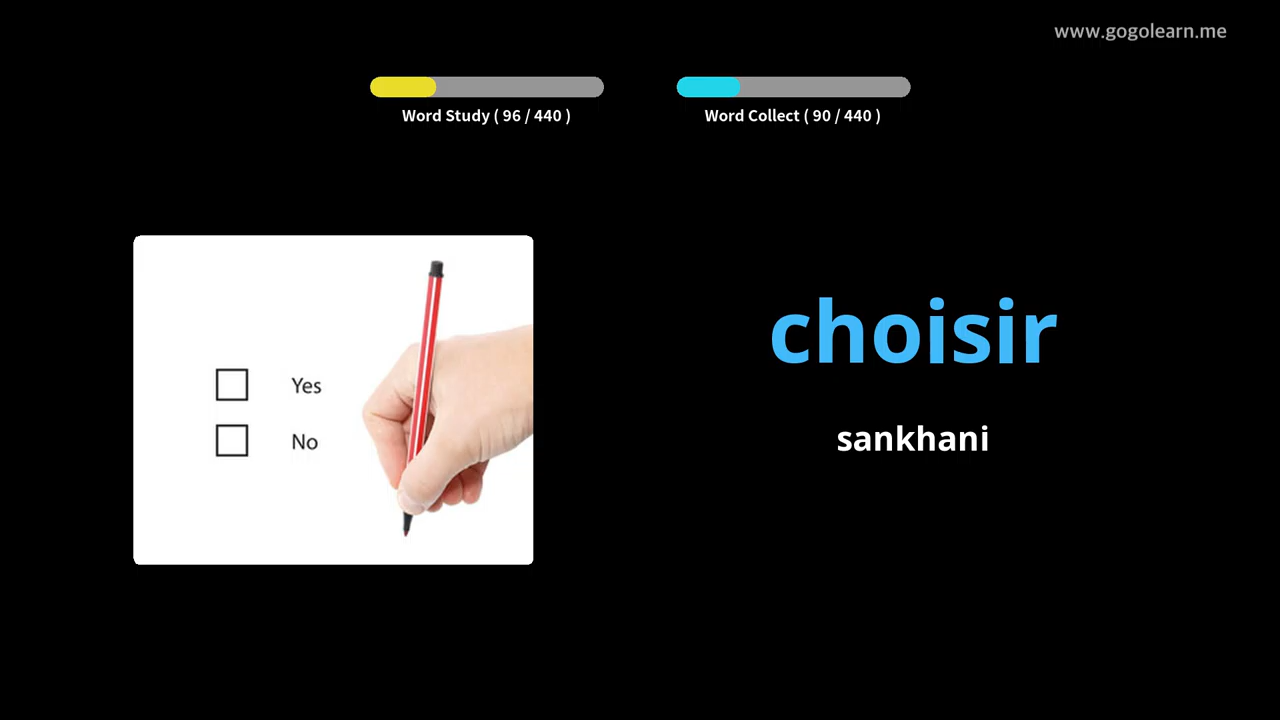 www.gogolearn.me
Word Study ( 96 / 440 )
Word Collect ( 90 / 440 )
Yes
No
choisir
sankhani